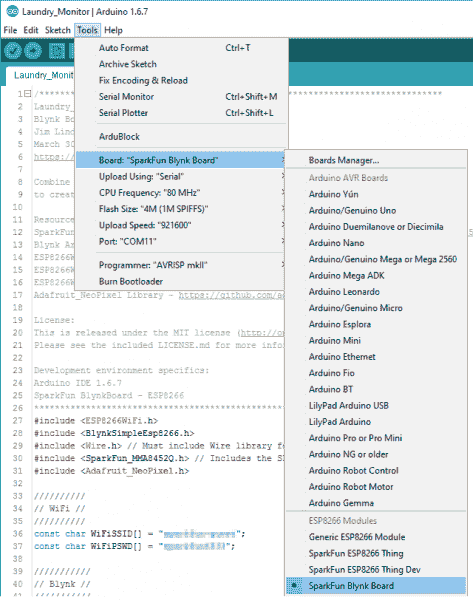 Laundry_Monitor | Arduino 1.6.7
File Edit Sketch Tools Help
Auto Format Ctrl+T
Archive Sketch
Fix Encoding & Reload
Serial Monitor Ctrl+Shift+M
Serial Plotter Ctrl+Shift+L
ArduBlock
Board: "SparkFun Blynk Board"
Upload Using: "Serial"
CPU Frequency: "80 MHz"
Flash Size: "4M (1M SPIFFS)"
Upload Speed: "921600"
Port: "COM11"
Programmer: "AVRISP mkII"
Burn Bootloader
Boards Manager...
Arduino AVR Boards
Arduino Yún
Arduino/Genuino Uno
Arduino Duemilanove or Diecimila
Arduino Nano
Arduino/Genuino Mega or Mega 2560
Arduino Mega ADK
Arduino Leonardo
Arduino/Genuino Micro
Arduino Esplora
Arduino Mini
Arduino Ethernet
Arduino Fio
Arduino BT
LilyPad Arduino USB
LilyPad Arduino
Arduino Pro or Pro Mini
Arduino NG or older
Arduino Robot Control
Arduino Robot Motor
Arduino Gemma
ESP8266 Modules
Generic ESP8266 Module
SparkFun ESP8266 Thing
SparkFun ESP8266 Thing Dev
SparkFun Blynk Board
Laundry_Monit
1 /****************************
2 Laundry_
3 Blynk Bo
4 Jim Lind
5 March 30
6 https:/
7
8 Combine
9 to creat
10
11 Resource
12 SparkFun
13 Blynk Ar
14 ESP8266W
15 ESP8266W
16 ESP8266W
17 Adafruit_NeoPixel Library - https://github.com/ad
18
19 License:
20 This is released under the MIT license (http://op
21 Please see the included LICENSE.md for more infor
22
23 Development environment specifics:
24 Arduino IDE 1.6.7
25 SparkFun BlynkBoard - ESP8266
26 ****************************
27 #include <ESP8266WiFi.h>
28 #include <BlynkSimpleEsp8266.h>
29 #include <Wire.h> // Must include Wire library fo
30 #include <SparkFun_MMA8452Q.h> // Includes the S
31 #include <Adafruit_NeoPixel.h>
32
33 //////////
34 // WiFi //
35 //////////
36 const char WiFiSSID[] = "
37 const char WiFiPSWD[] = "
38
39 ///////////
40 // Blynk //